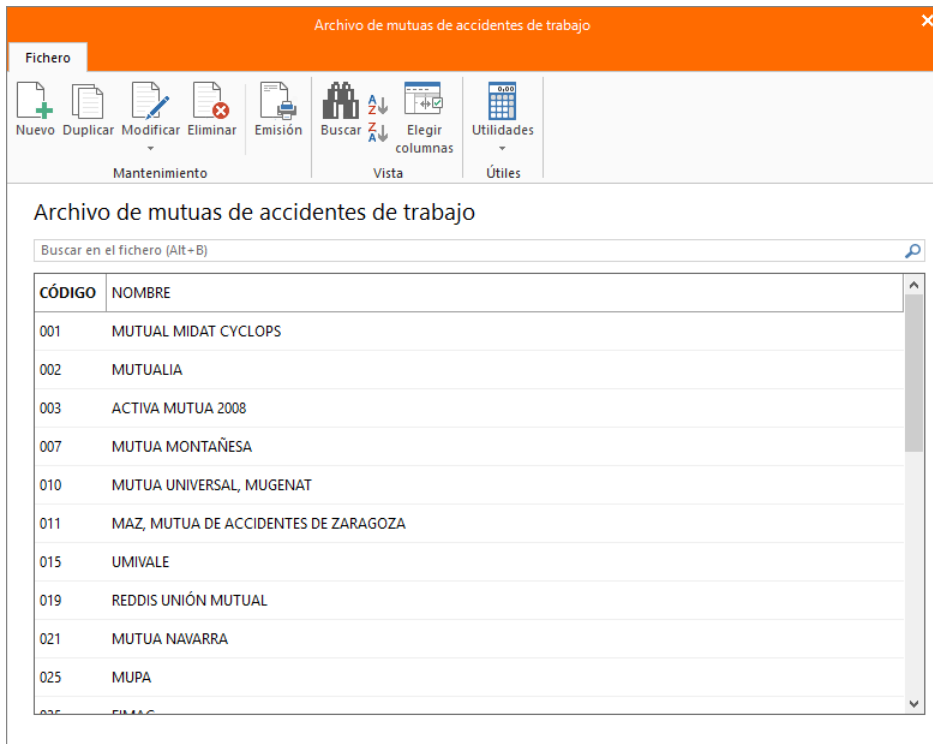 Archivo de mutuas de accidentes de trabajo
Fichero
Nuevo Duplicar Modificar Eliminar Emisión Buscar Elegir columnas Utilidades
Mantenimiento Vista Útiles
Archivo de mutuas de accidentes de trabajo
Buscar en el fichero (Alt+B)
CÓDIGO NOMBRE
001 MUTUAL MIDAT CYCLOPS
002 MUTUALIA
003 ACTIVA MUTUA 2008
007 MUTUA MONTAÑESA
010 MUTUA UNIVERSAL, MUGENAT
011 MAZ, MUTUA DE ACCIDENTES DE ZARAGOZA
015 UMIVALE
019 REDDIS UNIÓN MUTUAL
021 MUTUA NAVARRA
025 MUPA